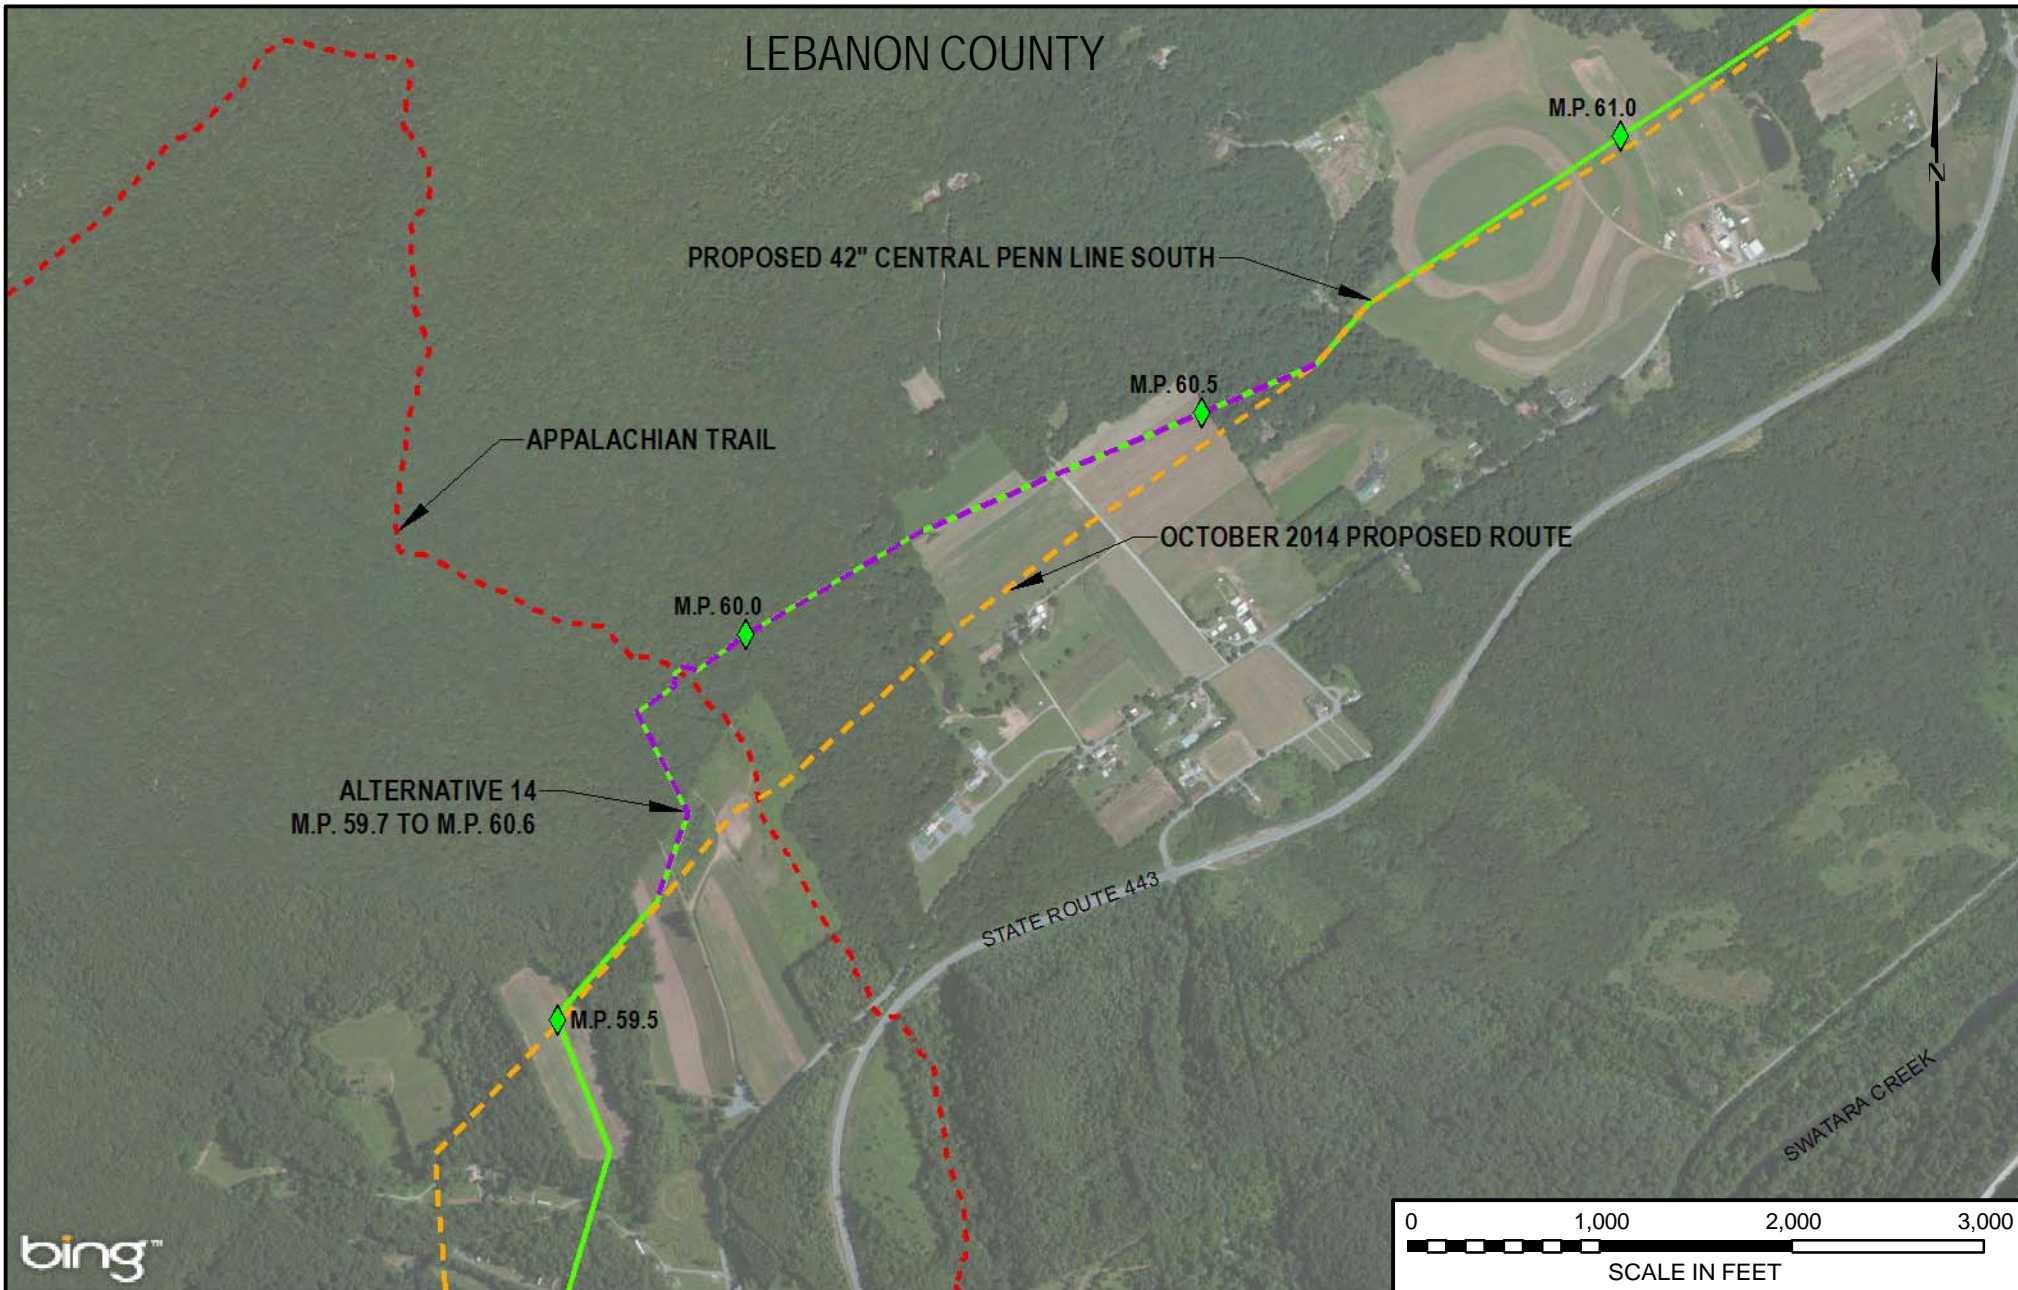 LEBANON COUNTY
M.P. 61.0
N
PROPOSED 42" CENTRAL PENN LINE SOUTH
M.P. 60.5
APPALACHIAN TRAIL
OCTOBER 2014 PROPOSED ROUTE
M.P. 60.0
ALTERNATIVE 14
M.P. 59.7 TO M.P. 60.6
STATE ROUTE 443
M.P. 59.5
SWATARA CREEK
bing™
0 1,000 2,000 3,000
SCALE IN FEET